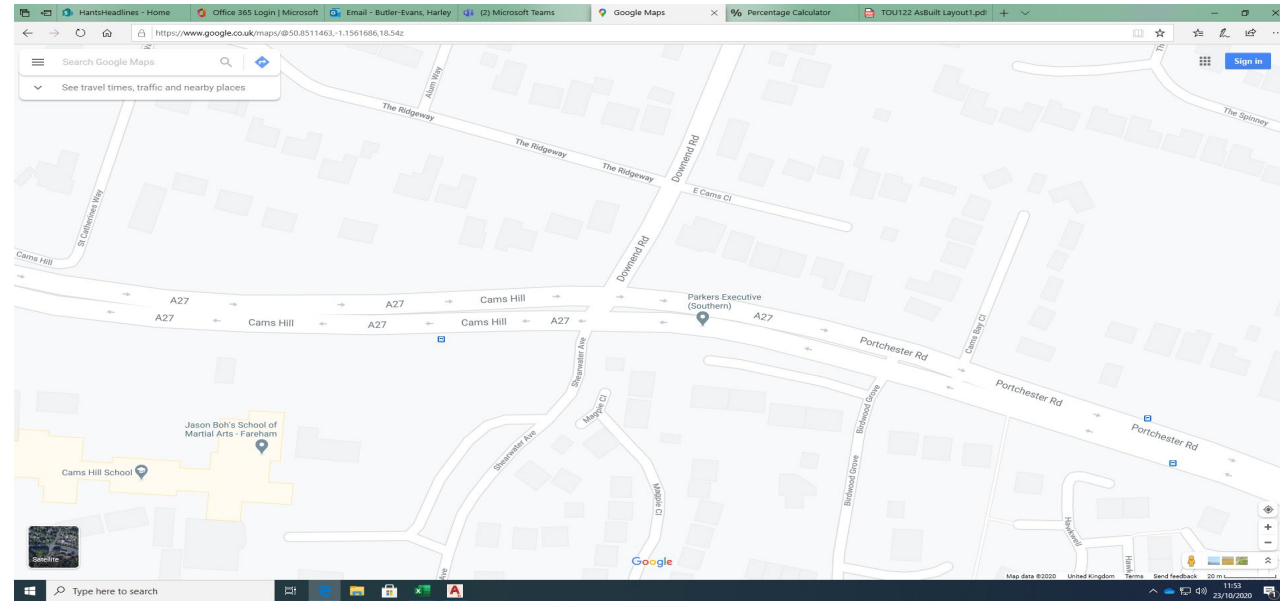 HantsHeadlines - Home
Office 365 Login | Microsoft
Email - Butler-Evans, Harley
(2) Microsoft Teams
Google Maps
Percentage Calculator
TOU122 AsBuilt Layout1.pdf
https://www.google.co.uk/maps/@50.8511463,-1.1561686,18.54z
Search Google Maps
Sign in
See travel times, traffic and nearby places
Alum Way
The Ridgeway
The Ridgeway
The Ridgeway
Downend Rd
The Spinney
E Cams Cl
St Catherines Way
Downend Rd
Cams Hill
A27
A27
Cams Hill
Parkers Executive
(Southern)
A27
A27
Cams Hill
A27
Cams Hill
A27
Portchester Rd
Cams Bay Cl
Shearwater Ave
Portchester Rd
Magpie Cl
Birdwood Grove
Portchester Rd
Jason Boh's School of
Martial Arts - Fareham
Shearwater Ave
Cams Hill School
Magpie Cl
Birdwood Grove
Hawkwell
Satellite
Google
Map data ©2020
United Kingdom
Terms
Send feedback
20 m
Type here to search
11:53
23/10/2020